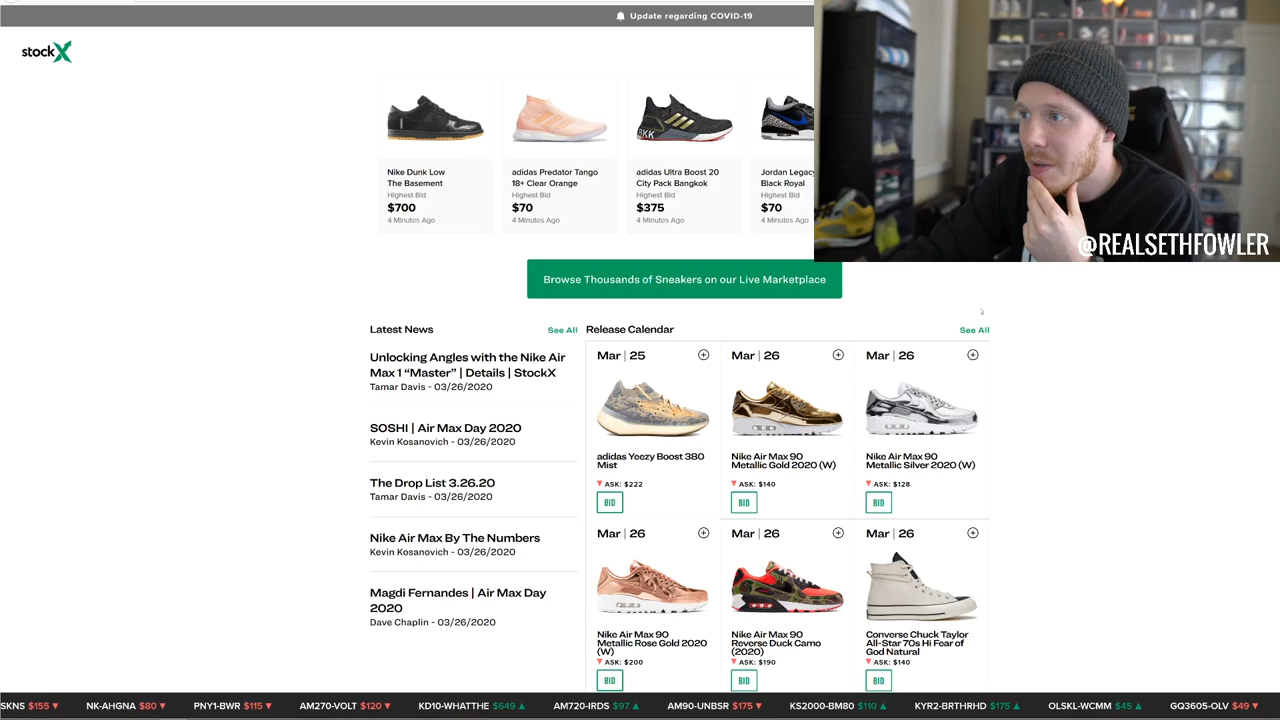 Update regarding COVID-19
stockX
Nike Dunk Low
The Basement
Highest Bid
$700
4 Minutes Ago
adidas Predator Tango
18+ Clear Orange
Highest Bid
$70
4 Minutes Ago
BKK
adidas Ultra Boost 20
City Pack Bangkok
Highest Bid
$375
4 Minutes Ago
Jordan Legacy
Black Royal
Highest Bid
$70
4 Minutes Ago
@REALSETHFOWLER
Browse Thousands of Sneakers on our Live Marketplace
Latest News
See All
Unlocking Angles with the Nike Air
Max 1 “Master” | Details | StockX
Tamar Davis - 03/26/2020
SOSHI | Air Max Day 2020
Kevin Kosanovich - 03/26/2020
The Drop List 3.26.20
Tamar Davis - 03/26/2020
Nike Air Max By The Numbers
Kevin Kosanovich - 03/26/2020
Magdi Fernandes | Air Max Day
2020
Dave Chaplin - 03/26/2020
Release Calendar
See All
Mar | 25
adidas Yeezy Boost 380
Mist
ASK: $222
BID
Mar | 26
Nike Air Max 90
Metallic Gold 2020 (W)
ASK: $140
BID
Mar | 26
Nike Air Max 90
Metallic Silver 2020 (W)
ASK: $128
BID
Mar | 26
Nike Air Max 90
Metallic Rose Gold 2020
(W)
ASK: $200
BID
Mar | 26
Nike Air Max 90
Reverse Duck Camo
(2020)
ASK: $190
BID
Mar | 26
Converse Chuck Taylor
All-Star 70s Hi Fear of
God Natural
ASK: $140
BID
SKNS $155 ▼ NK-AHGNA $80 ▼ PNY1-BWR $115 ▼ AM270-VOLT $120 ▼ KD10-WHATTHE $649 ▲ AM720-IRDS $97 ▲ AM90-UNBSR $175 ▼ KS2000-BM80 $110 ▲ KYR2-BRTHRHD $175 ▲ OLSKL-WCMM $45 ▲ GQ3605-OLV $49 ▼